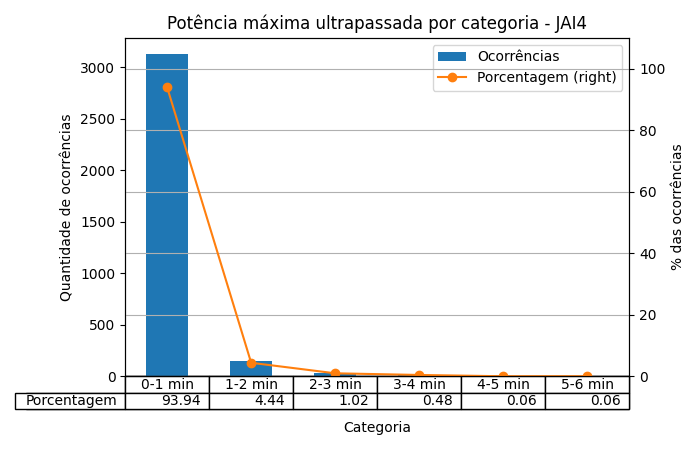 Potência máxima ultrapassada por categoria - JAI4
Ocorrências
Porcentagem (right)
Quantidade de ocorrências
3000
2500
2000
1500
1000
500
0
% das ocorrências
100
80
60
40
20
0
0-1 min 1-2 min 2-3 min 3-4 min 4-5 min 5-6 min
Porcentagem 93.94 4.44 1.02 0.48 0.06 0.06
Categoria